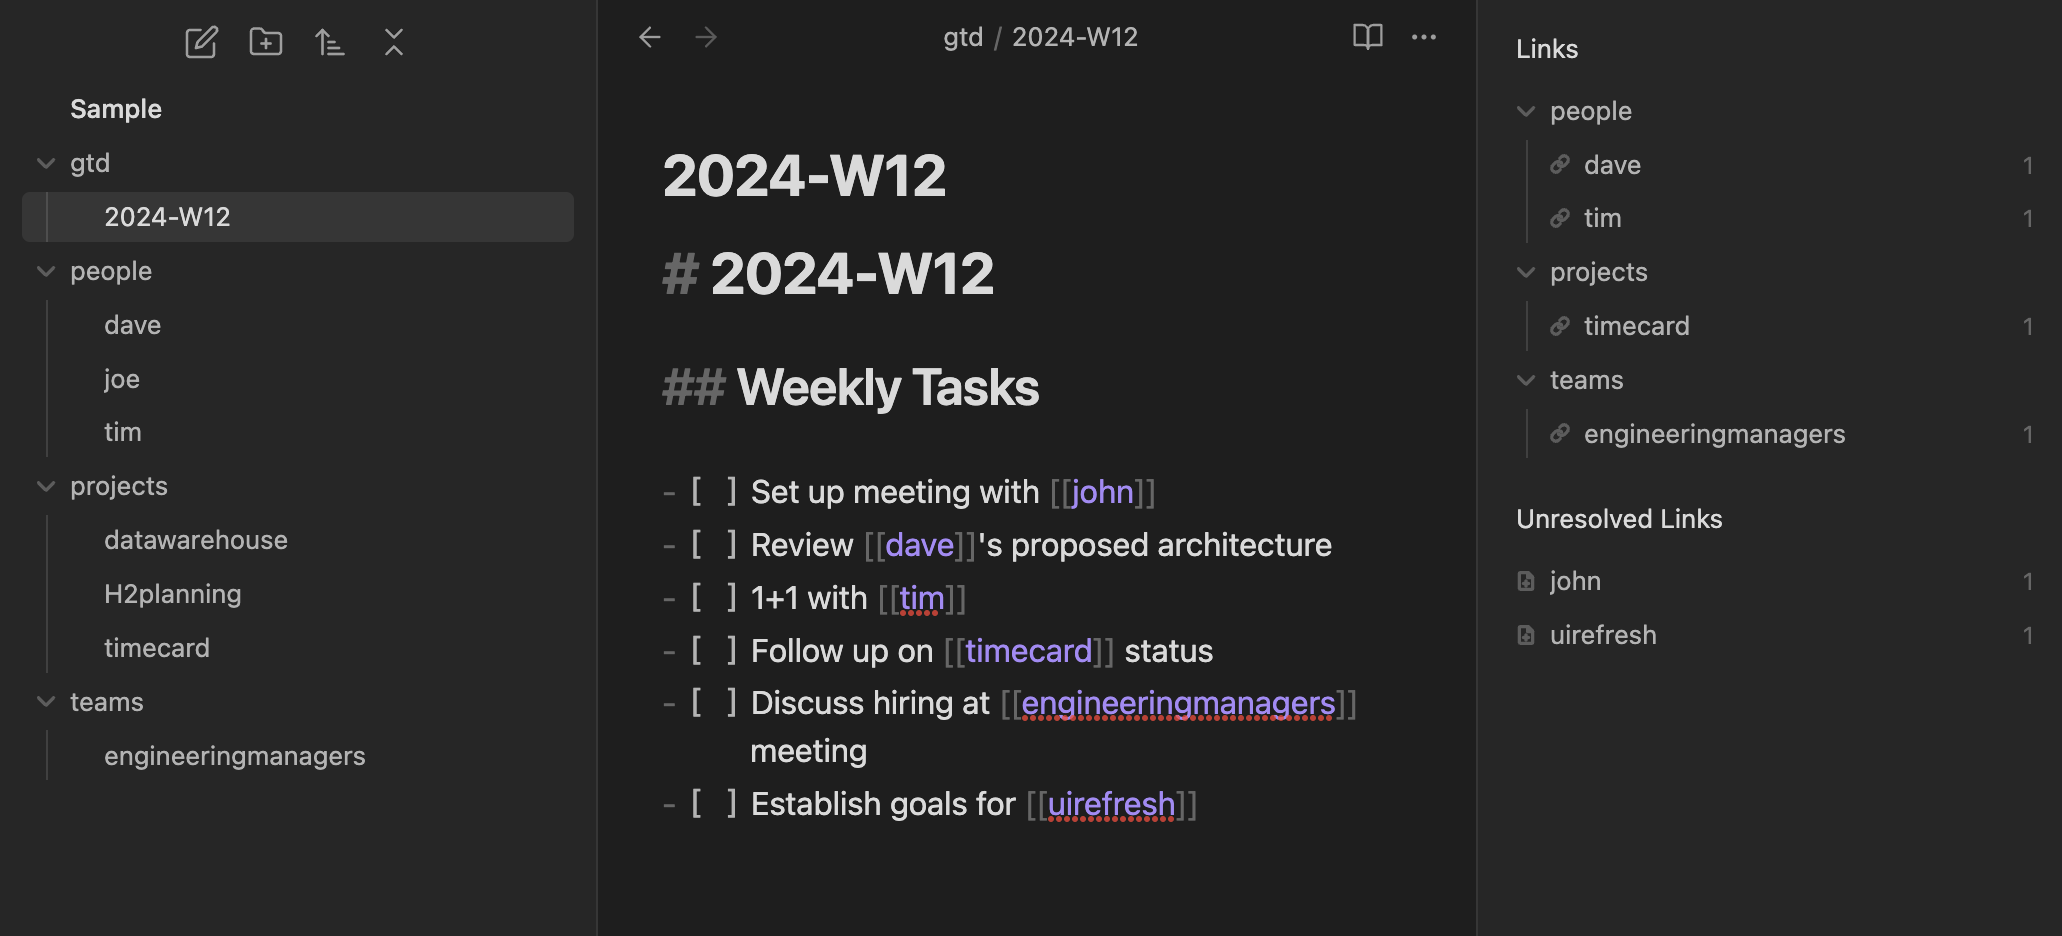 Sample
gtd
2024-W12
people
dave
joe
tim
projects
datawarehouse
H2planning
timecard
teams
engineeringmanagers
gtd / 2024-W12
2024-W12
# 2024-W12
## Weekly Tasks
- [ ] Set up meeting with [[john]]
- [ ] Review [[dave]]'s proposed architecture
- [ ] 1+1 with [[tim]]
- [ ] Follow up on [[timecard]] status
- [ ] Discuss hiring at [[engineeringmanagers]]
meeting
- [ ] Establish goals for [[uirefresh]]
Links
people
dave 1
tim 1
projects
timecard 1
teams
engineeringmanagers 1
Unresolved Links
john 1
uirefresh 1